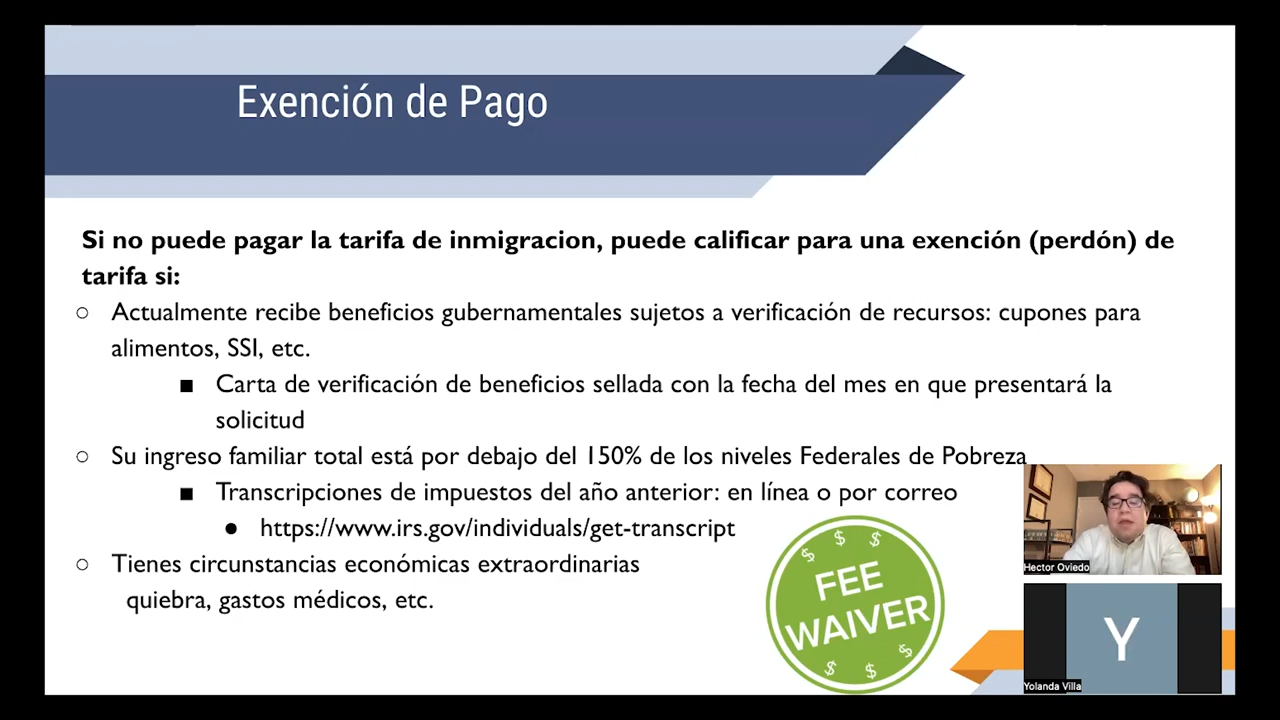 Exención de Pago
Si no puede pagar la tarifa de inmigracion, puede calificar para una exención (perdón) de
tarifa si:
○ Actualmente recibe beneficios gubernamentales sujetos a verificación de recursos: cupones para
alimentos, SSI, etc.
■ Carta de verificación de beneficios sellada con la fecha del mes en que presentará la
solicitud
○ Su ingreso familiar total está por debajo del 150% de los niveles Federales de Pobreza
■ Transcripciones de impuestos del año anterior: en línea o por correo
● https://www.irs.gov/individuals/get-transcript
○ Tienes circunstancias económicas extraordinarias
quiebra, gastos médicos, etc.
$ $ $
FEE
WAIVER
$ $ $
Hector Oviedo
Y
Yolanda Villa